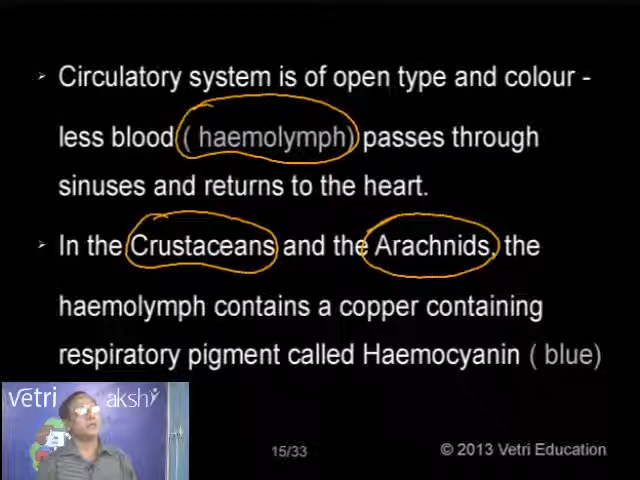 Circulatory system is of open type and colour -
less blood ( haemolymph) passes through
sinuses and returns to the heart.
In the Crustaceans and the Arachnids, the
haemolymph contains a copper containing
respiratory pigment called Haemocyanin ( blue)
vetri akshy
15/33
© 2013 Vetri Education